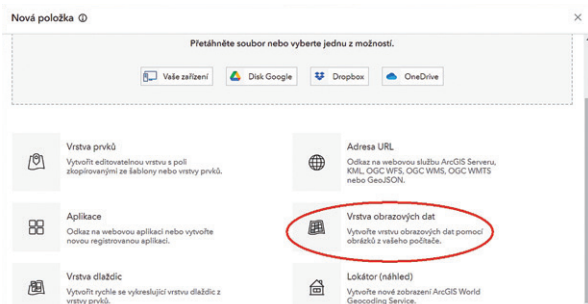 Nová položka
Přetáhněte soubor nebo vyberte jednu z možností.
Vaše zařízení
Disk Google
Dropbox
OneDrive
Vrstva prvků
Vytvořit editovatelnou vrstvu s poli
zkopírovanými ze šablony nebo vrstvy prvků.
Adresa URL
Odkaz na webovou službu ArcGIS Serveru,
KML, OGC WFS, OGC WMS, OGC WMTS
nebo GeoJSON.
Aplikace
Odkaz na webovou aplikaci nebo vytvořte
novou registrovanou aplikaci.
Vrstva obrazových dat
Vytvořte vrstvu obrazových dat pomocí
obrázků z vašeho počítače.
Vrstva dlaždic
Vytvořit rychle se vykreslující vrstvu dlaždic z
vrstvy prvků.
Lokátor (náhled)
Vytvořte nové zobrazení ArcGIS World
Geocoding Service.